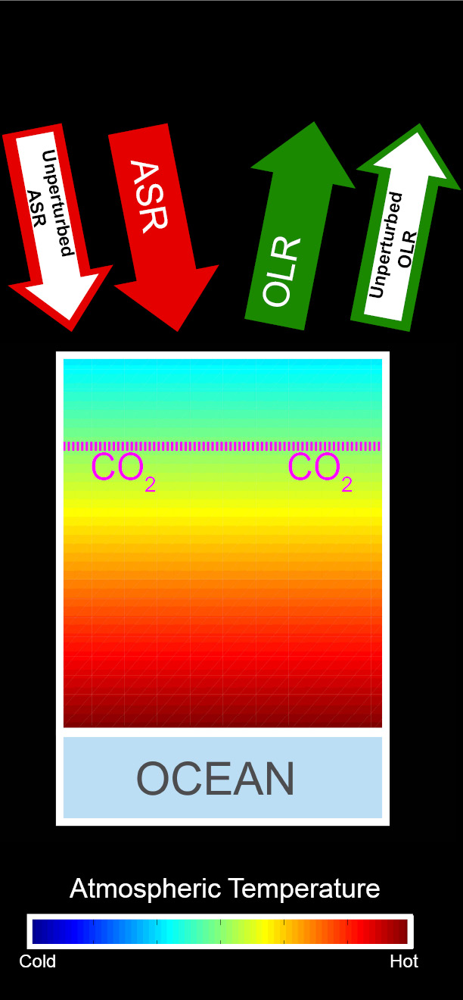 Unperturbed
ASR
ASR
OLR
Unperturbed
OLR
CO₂ CO₂
OCEAN
Atmospheric Temperature
Cold Hot